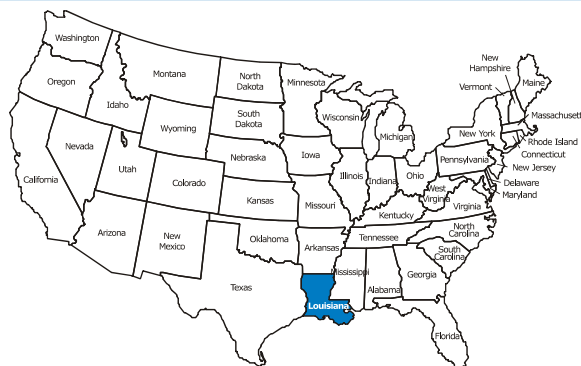 Washington
Oregon
California
Nevada
Idaho
Montana
Wyoming
Utah
Colorado
Arizona
New
Mexico
North
Dakota
South
Dakota
Nebraska
Kansas
Oklahoma
Texas
Minnesota
Iowa
Missouri
Arkansas
Louisiana
Wisconsin
Illinois
Michigan
Indiana
Ohio
Kentucky
Tennessee
Mississippi
Alabama
Georgia
Florida
South
Carolina
North
Carolina
Virginia
West
Virginia
Pennsylvania
New York
Vermont
New
Hampshire
Maine
Massachusett
Rhode Island
Connecticut
New Jersey
Delaware
Maryland